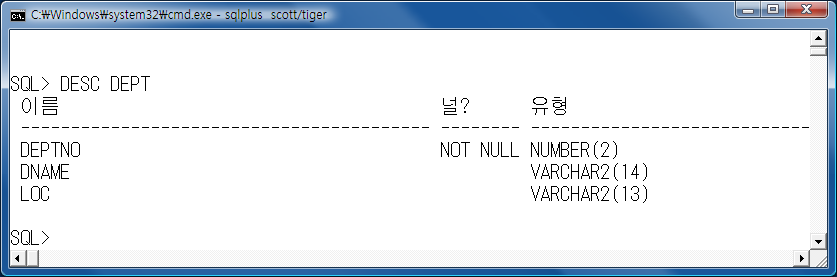 C:\Windows\system32\cmd.exe - sqlplus  scott/tiger
SQL> DESC DEPT
이름 널? 유형
----------------------------------------- -------- ----------------------------
DEPTNO NOT NULL NUMBER(2)
DNAME VARCHAR2(14)
LOC VARCHAR2(13)
SQL>